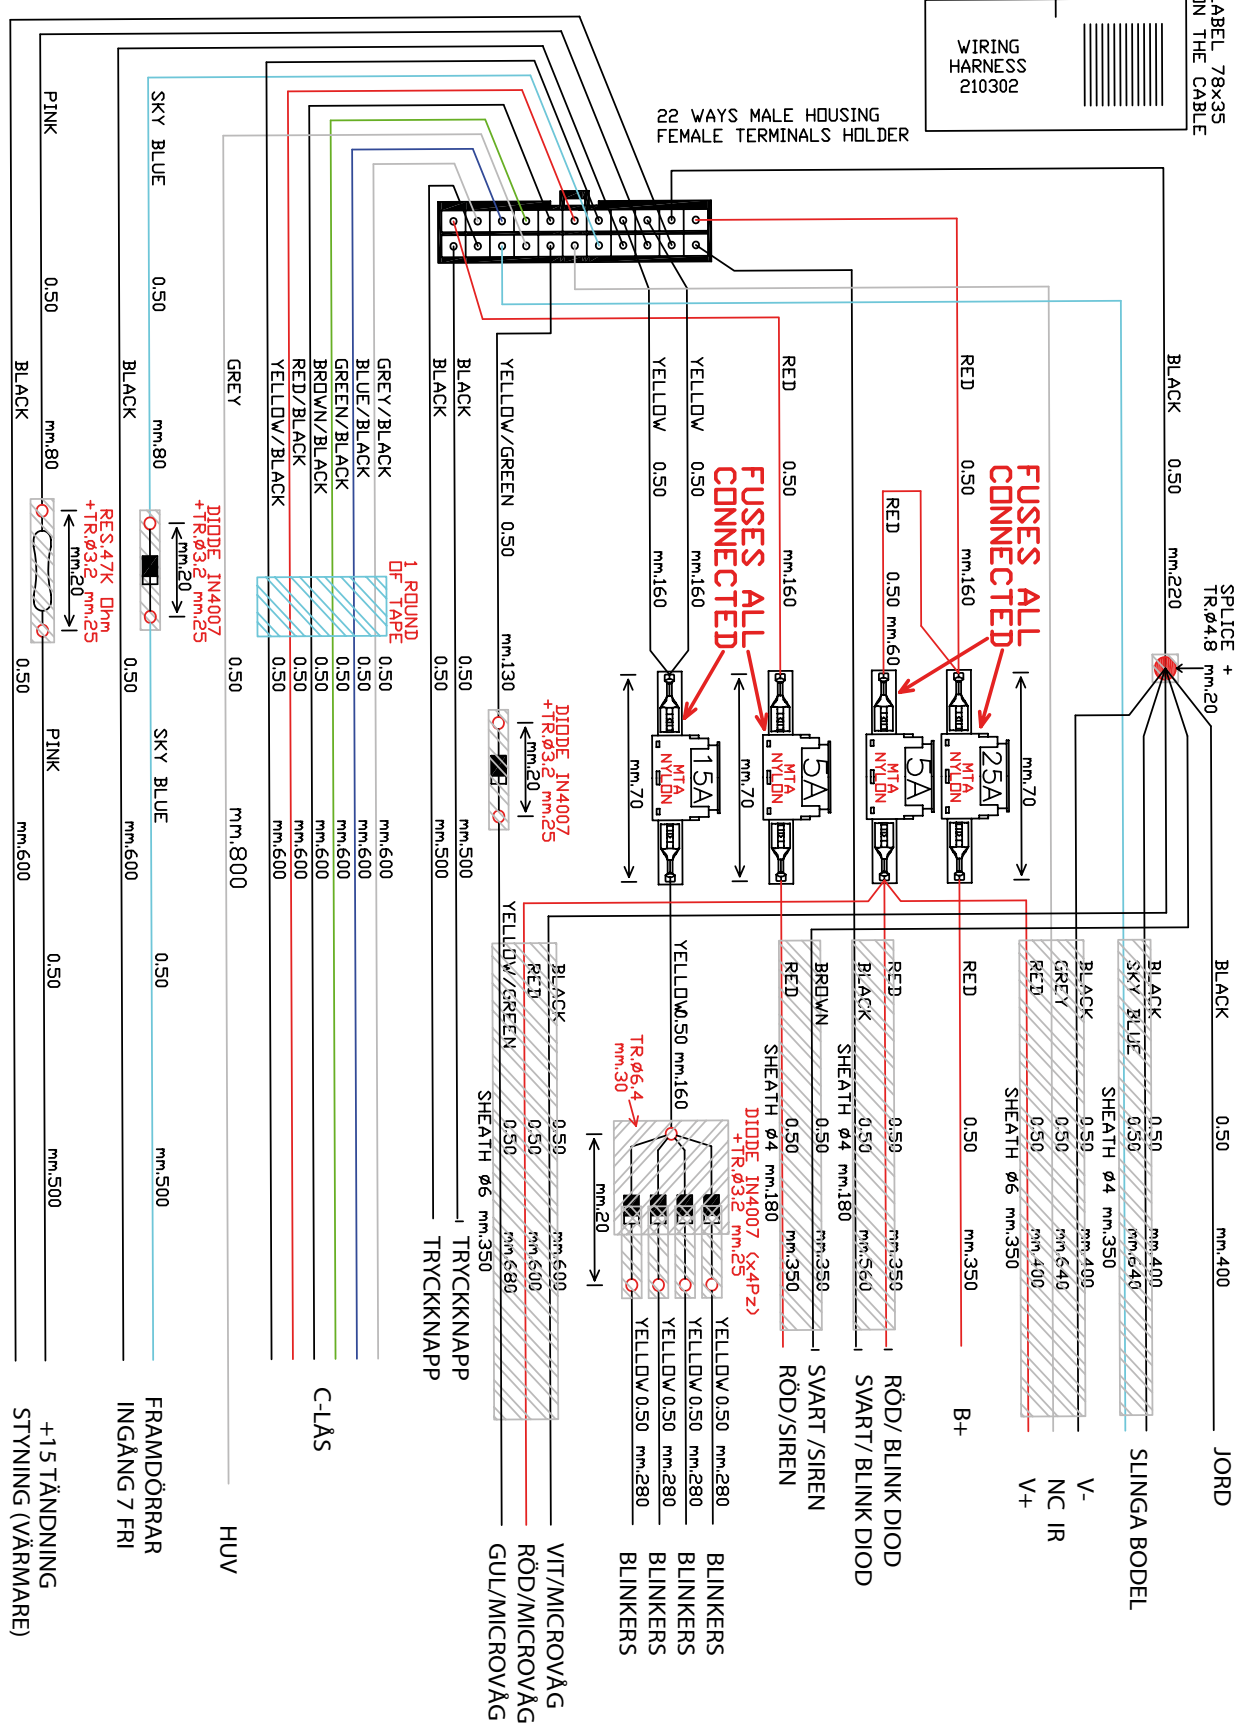 LABEL 78x35
ON THE CABLE
WIRING
HARNESS
210302
22 WAYS MALE HOUSING
FEMALE TERMINALS HOLDER
SPLICE +
TR.ø4.8 mm.20
BLACK 0.50 mm.220
BLACK 0.50 mm.400
JORD
BLACK 0.50 mm.400
SKY BLUE 0.50 mm.640
SHEATH ø4 mm.350
SLINGA BODEL
BLACK 0.50 mm.400
GREY 0.50 mm.640
RED 0.50 mm.400
SHEATH ø6 mm.350
V-
NC IR
V+
FUSES ALL
CONNECTED
RED 0.50 mm.160
mm.70
25A
MTA
NYLON
RED 0.50 mm.350
B+
RED 0.50 mm.60
5A
MTA
NYLON
RED 0.50 mm.350
BLACK 0.50 mm.560
SHEATH ø4 mm.180
RÖD/ BLINK DIOD
SVART/ BLINK DIOD
RED 0.50 mm.160
5A
MTA
NYLON
mm.70
BROWN 0.50 mm.350
RED 0.50 mm.350
SHEATH ø4 mm.180
SVART /SIREN
RÖD/SIREN
FUSES ALL
CONNECTED
YELLOW 0.50 mm.160
YELLOW 0.50 mm.160
15A
MTA
NYLON
mm.70
YELLOW 0.50 mm.160
DIODE IN4007 (x4Pz)
+TR.ø3.2 mm.25
TR.ø6.4
mm.30
mm.20
YELLOW 0.50 mm.280
YELLOW 0.50 mm.280
YELLOW 0.50 mm.280
YELLOW 0.50 mm.280
BLINKERS
BLINKERS
BLINKERS
BLINKERS
YELLOW/GREEN 0.50 mm.130
DIODE IN4007
+TR.ø3.2 mm.25
mm.20
BLACK 0.50 mm.600
RED 0.50 mm.600
YELLOW/GREEN 0.50 mm.680
SHEATH ø6 mm.350
VIT/MICROVÅG
RÖD/MICROVÅG
GUL/MICROVÅG
BLACK 0.50 mm.500
BLACK 0.50 mm.500
TRYCKKNAPP
TRYCKKNAPP
1 ROUND
OF TAPE
GREY/BLACK 0.50 mm.600
BLUE/BLACK 0.50 mm.600
GREEN/BLACK 0.50 mm.600
BROWN/BLACK 0.50 mm.600
RED/BLACK 0.50 mm.600
YELLOW/BLACK 0.50 mm.600
C-LÅS
GREY 0.50 mm.800
HUV
SKY BLUE 0.50 mm.80
DIODE IN4007
+TR.ø3.2 mm.25
mm.20
SKY BLUE 0.50 mm.500
BLACK 0.50 mm.600
FRAMDÖRRAR
INGÅNG 7 FRI
PINK 0.50 mm.80
RES.47K Ohm
+TR.ø3.2 mm.25
mm.20
PINK 0.50 mm.500
BLACK 0.50 mm.600
+15 TÄNDNING
STYNING (VÄRMARE)